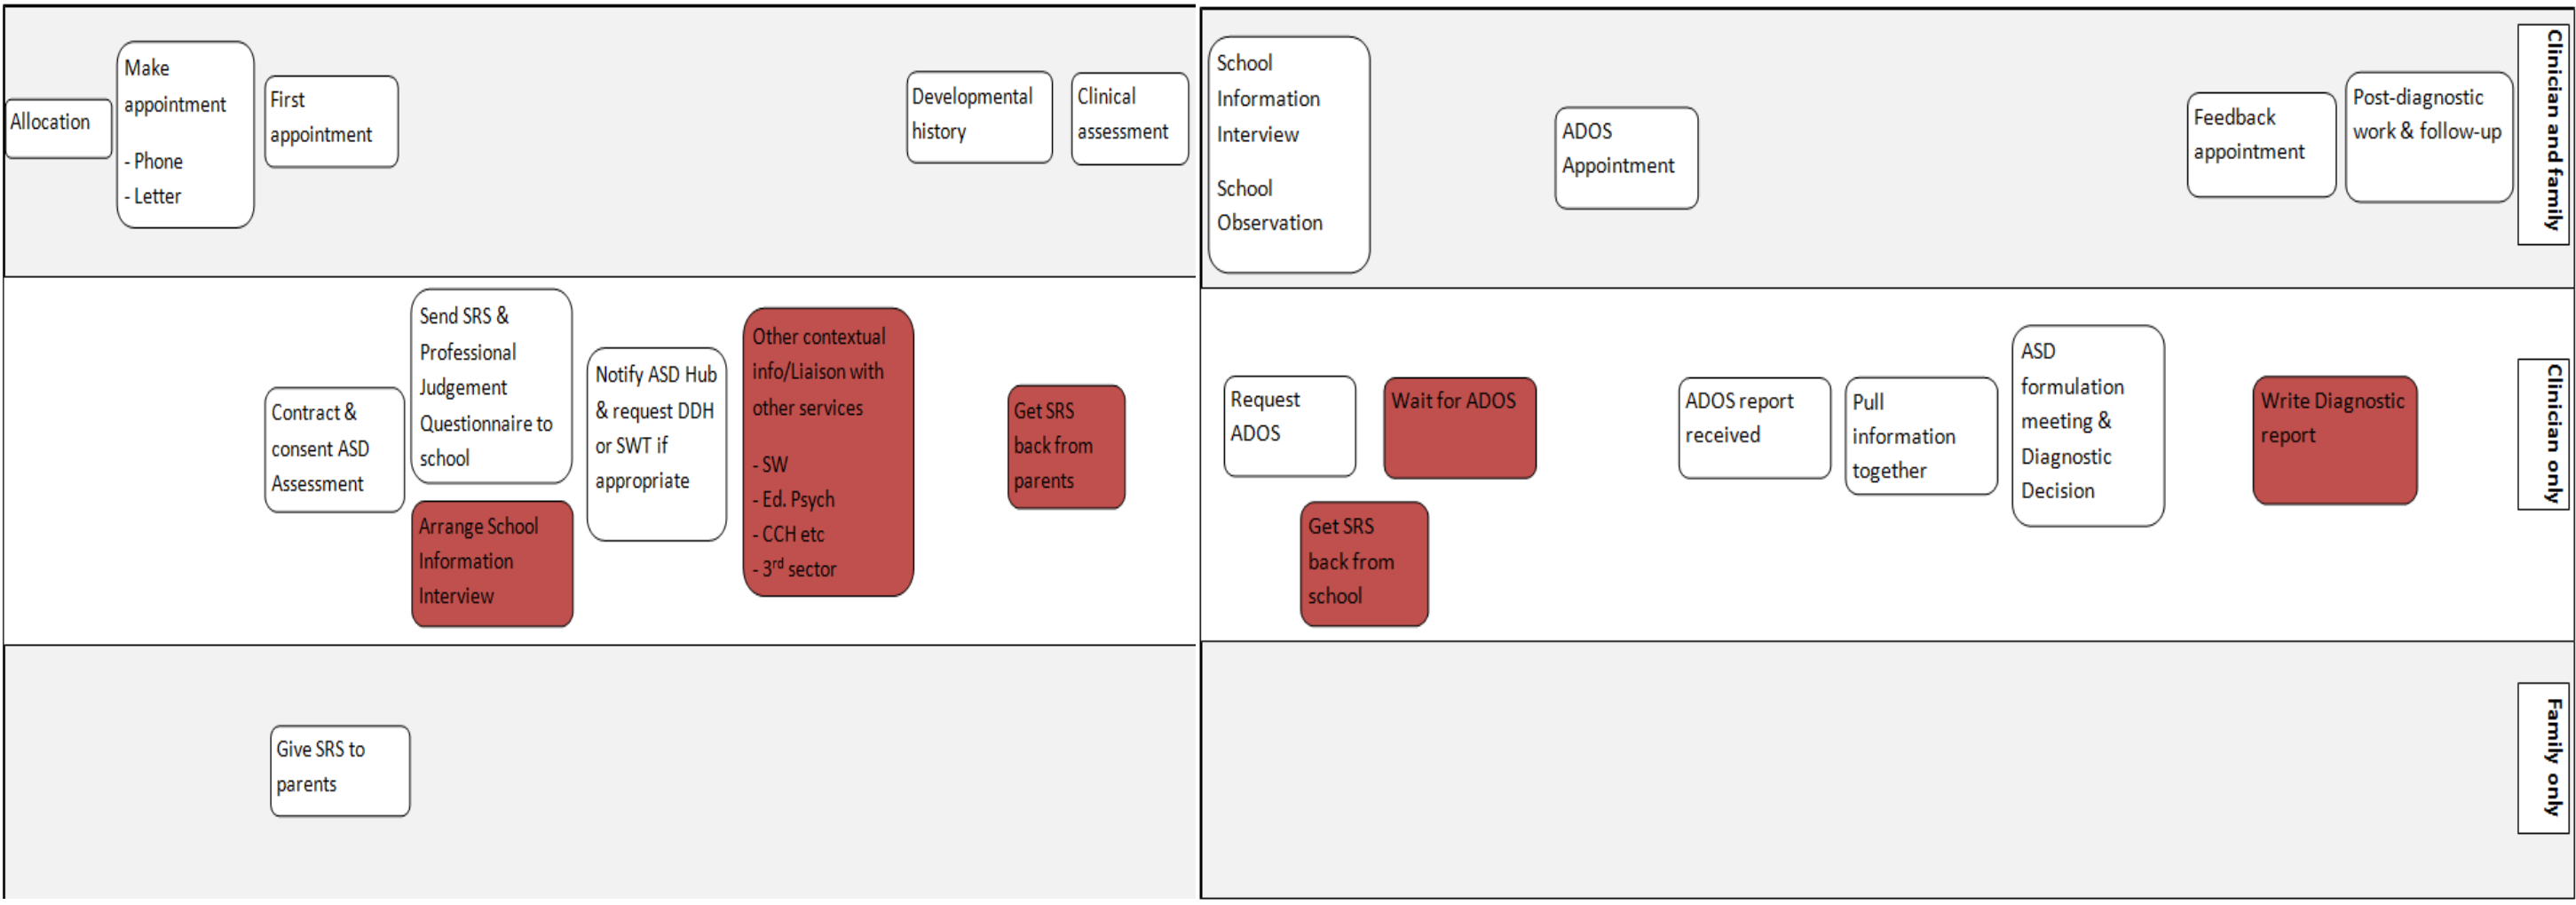 Allocation
Make
appointment
- Phone
- Letter
First
appointment
Developmental
history
Clinical
assessment
School
Information
Interview
School
Observation
ADOS
Appointment
Feedback
appointment
Post-diagnostic
work & follow-up
Clinician and family
Contract &
consent ASD
Assessment
Send SRS &
Professional
Judgement
Questionnaire to
school
Arrange School
Information
Interview
Notify ASD Hub
& request DDH
or SWT if
appropriate
Other contextual
info/Liaison with
other services
- SW
- Ed. Psych
- CCH etc
- 3rd sector
Get SRS
back from
parents
Request
ADOS
Get SRS
back from
school
Wait for ADOS
ADOS report
received
Pull
information
together
ASD
formulation
meeting &
Diagnostic
Decision
Write Diagnostic
report
Clinician only
Give SRS to
parents
Family only